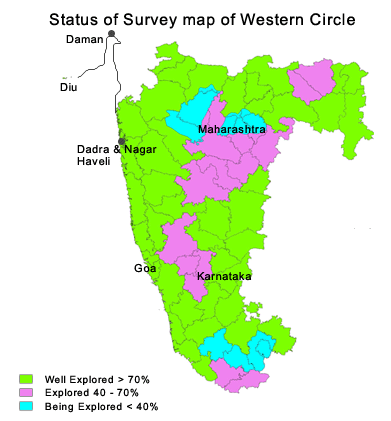 Status of Survey map of Western Circle
Daman
Diu
Maharashtra
Dadra & Nagar
Haveli
Goa
Karnataka
Well Explored > 70%
Explored 40 - 70%
Being Explored < 40%